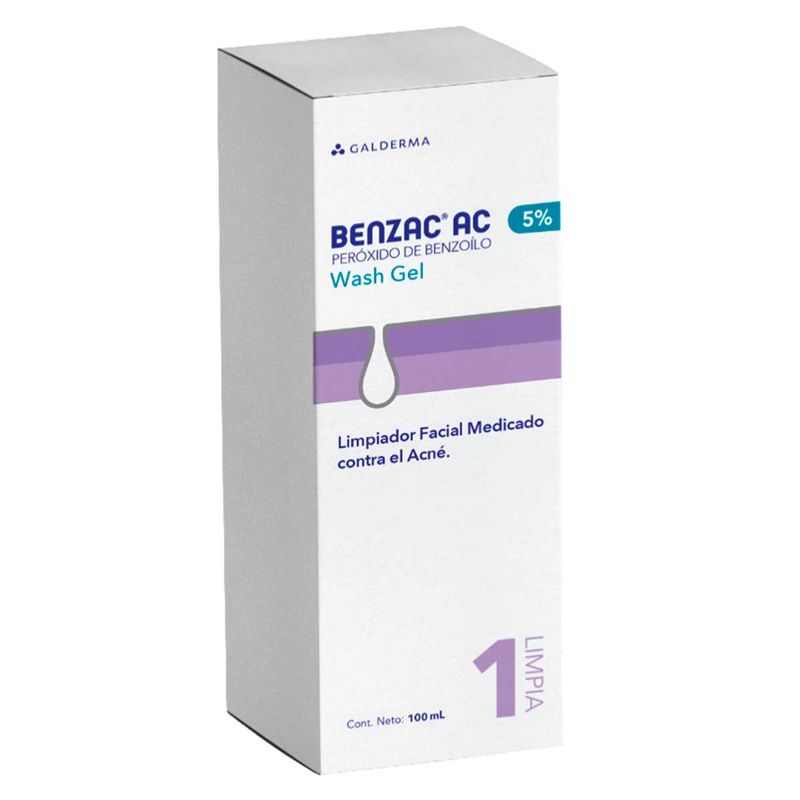 GALDERMA
BENZAC® AC 5%
PERÓXIDO DE BENZOÍLO
Wash Gel
Limpiador Facial Medicado
contra el Acné.
1 LIMPIA
Cont. Neto: 100 mL